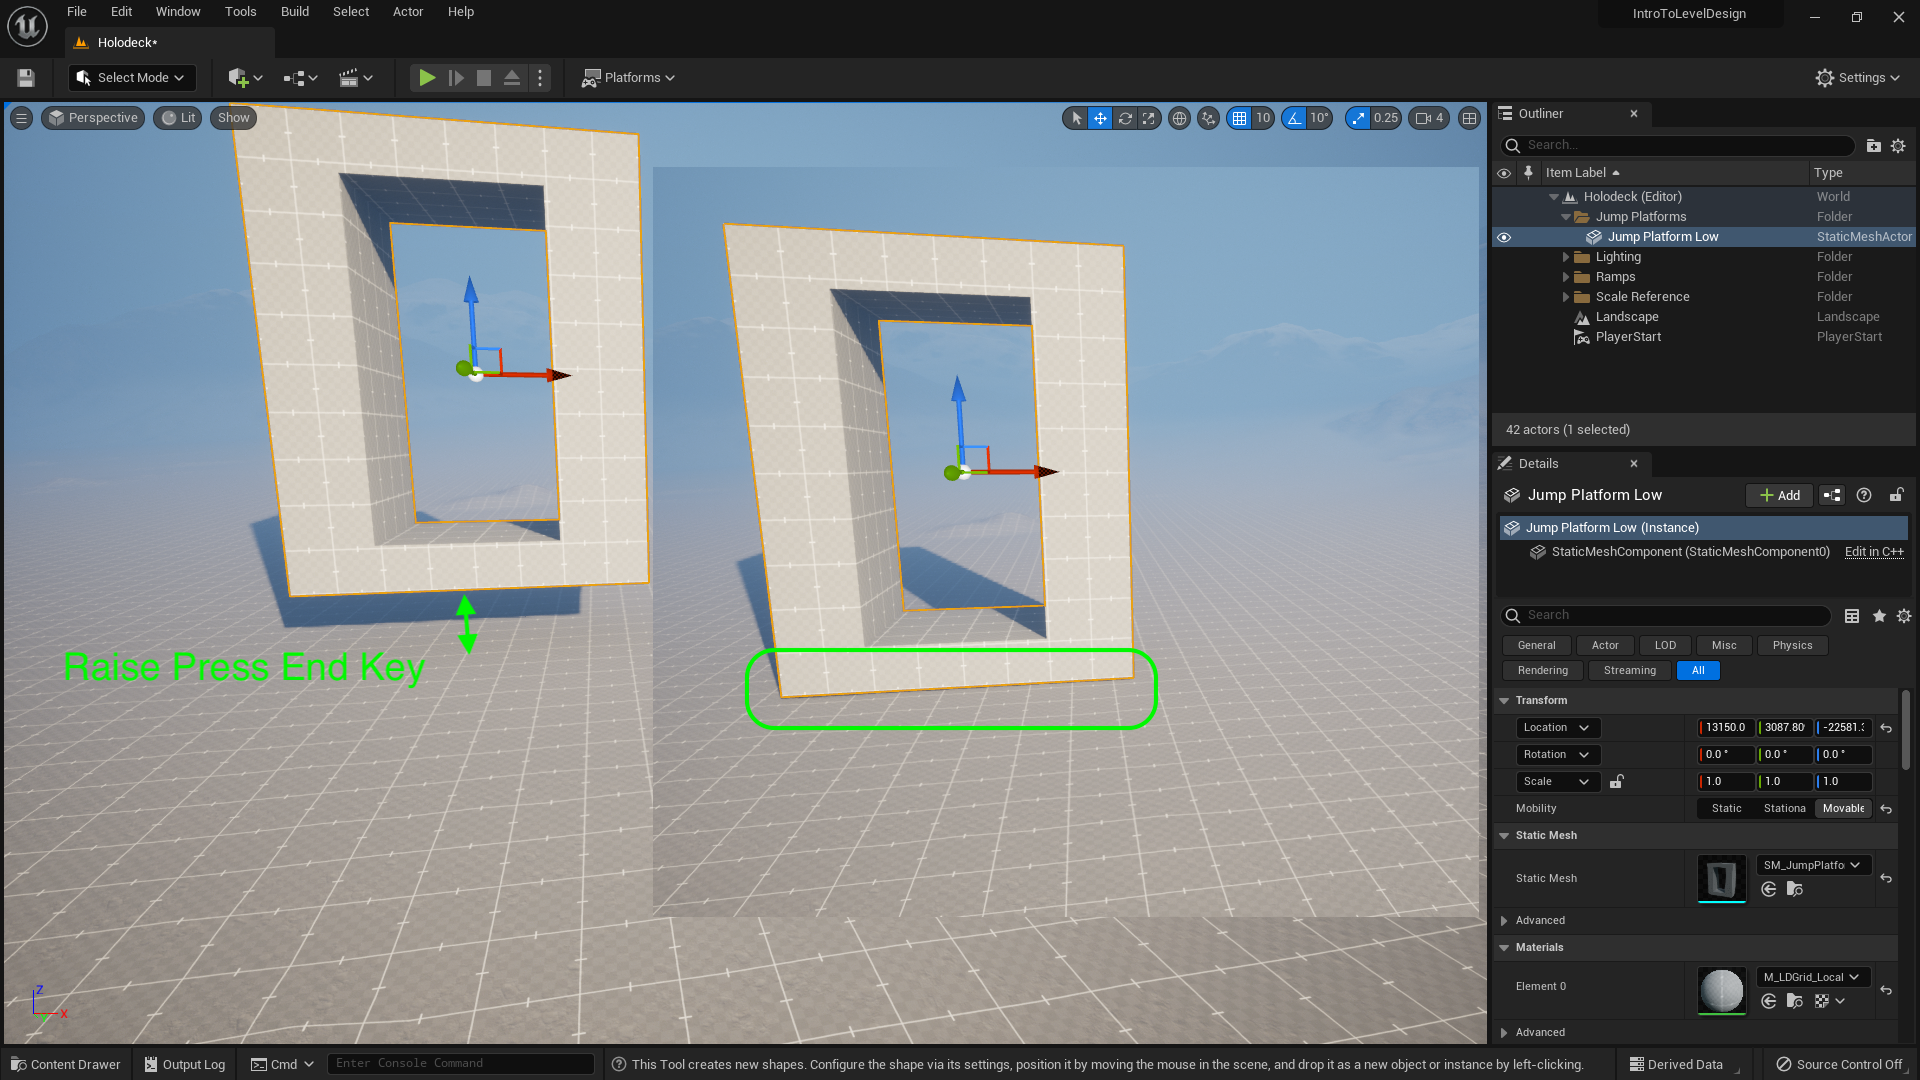 File Edit Window Tools Build Select Actor Help
IntroToLevelDesign
Holodeck*
Select Mode
Platforms
Settings
Perspective Lit Show
10 10° 0.25 4
Raise Press End Key
Z
X
Outliner
Search...
Item Label Type
Holodeck (Editor) World
Jump Platforms Folder
Jump Platform Low StaticMeshActor
Lighting Folder
Ramps Folder
Scale Reference Folder
Landscape Landscape
PlayerStart PlayerStart
42 actors (1 selected)
Details
Jump Platform Low Add
Jump Platform Low (Instance)
StaticMeshComponent (StaticMeshComponent0) Edit in C++
Search
General Actor LOD Misc Physics
Rendering Streaming All
Transform
Location 13150.0 3087.80 -22581.
Rotation 0.0 ° 0.0 ° 0.0 °
Scale 1.0 1.0 1.0
Mobility Static Stationa Movable
Static Mesh
SM_JumpPlatfo
Static Mesh
Advanced
Materials
M_LDGrid_Local
Element 0
Advanced
Content Drawer Output Log Cmd Enter Console Command This Tool creates new shapes. Configure the shape via its settings, position it by moving the mouse in the scene, and drop it as a new object or instance by left-clicking. Derived Data Source Control Off